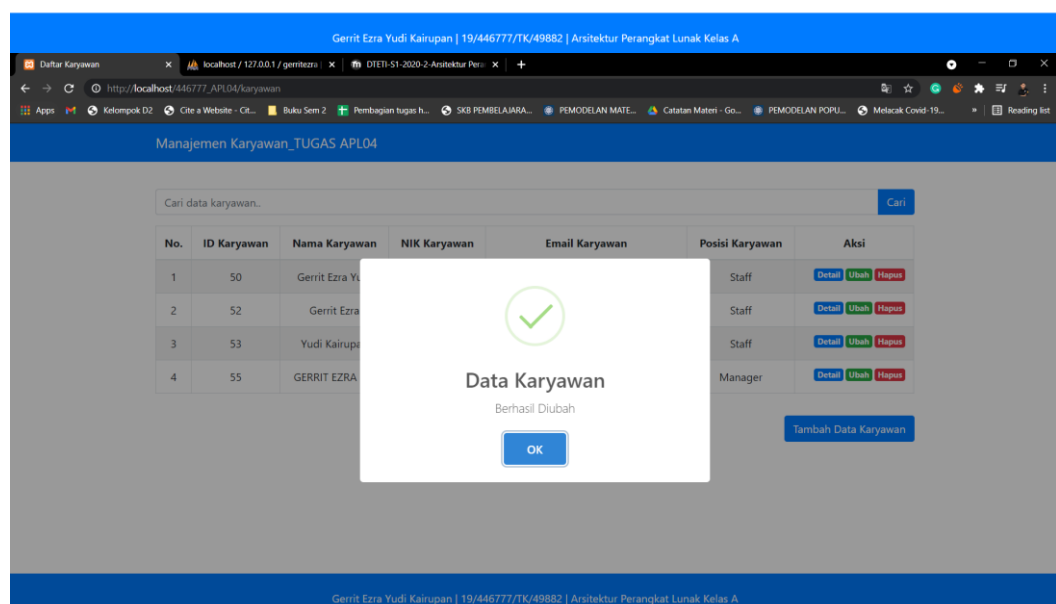 Gerrit Ezra Yudi Kairupan | 19/446777/TK/49882 | Arsitektur Perangkat Lunak Kelas A
Daftar Karyawan localhost / 127.0.0.1 / gerritezra DTETI-S1-2020-2-Arsitektur Per
http://localhost/446777_APL04/karyawan
Apps Kelompok D2 Cite a Website - Cit... Buku Sem 2 Pembagian tugas h... SKB PEMBELAJARA... PEMODELAN MATE... Catatan Materi - Go... PEMODELAN POPU... Melacak Covid-19... » Reading list
Manajemen Karyawan_TUGAS APL04
Cari data karyawan.. Cari
No. ID Karyawan Nama Karyawan NIK Karyawan Email Karyawan Posisi Karyawan Aksi
1 50 Gerrit Ezra Staff Detail Ubah Hapus
2 52 Gerrit Ezra Staff Detail Ubah Hapus
3 53 Yudi Staff Detail Ubah Hapus
4 55 GERRIT EZRA Manager Detail Ubah Hapus
Data Karyawan
Berhasil Diubah
OK
Tambah Data Karyawan
Gerrit Ezra Yudi Kairupan | 19/446777/TK/49882 | Arsitektur Perangkat Lunak Kelas A